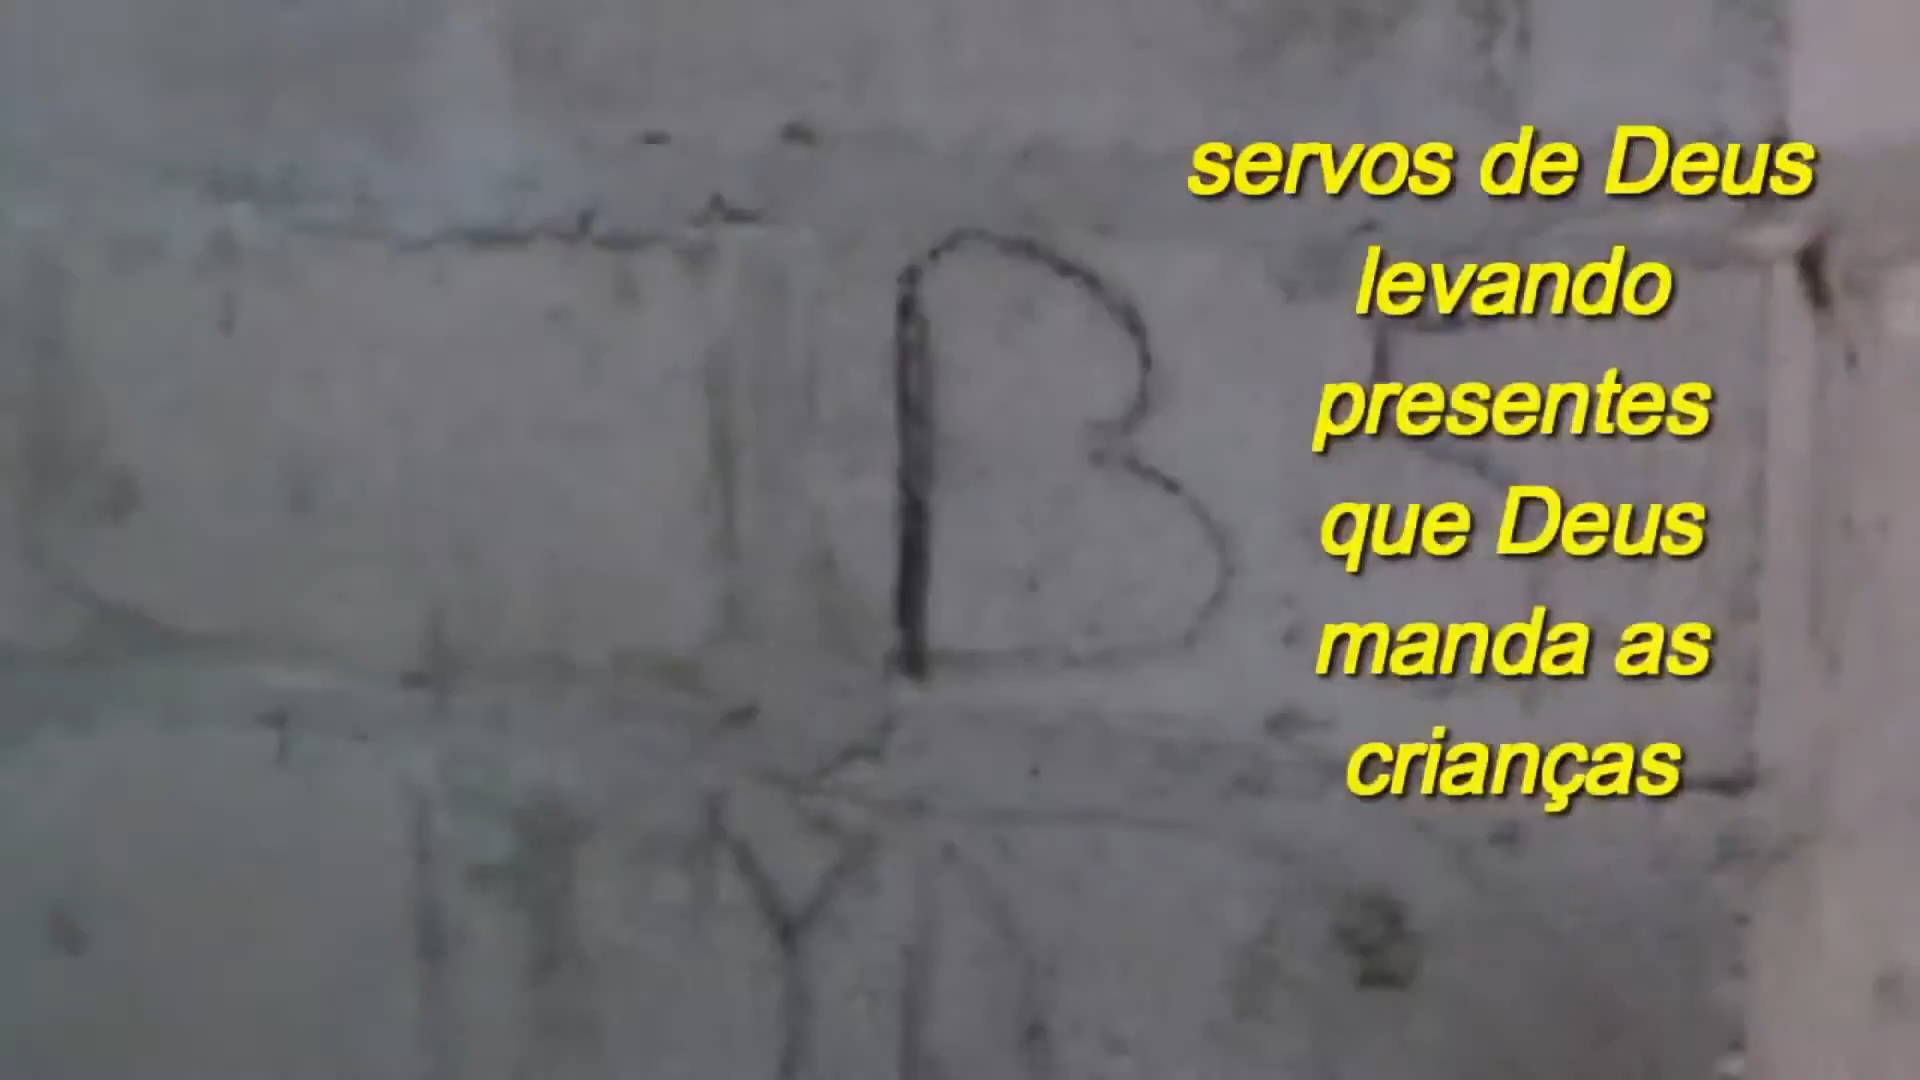 servos de Deus
levando
presentes
que Deus
manda as
crianças
B